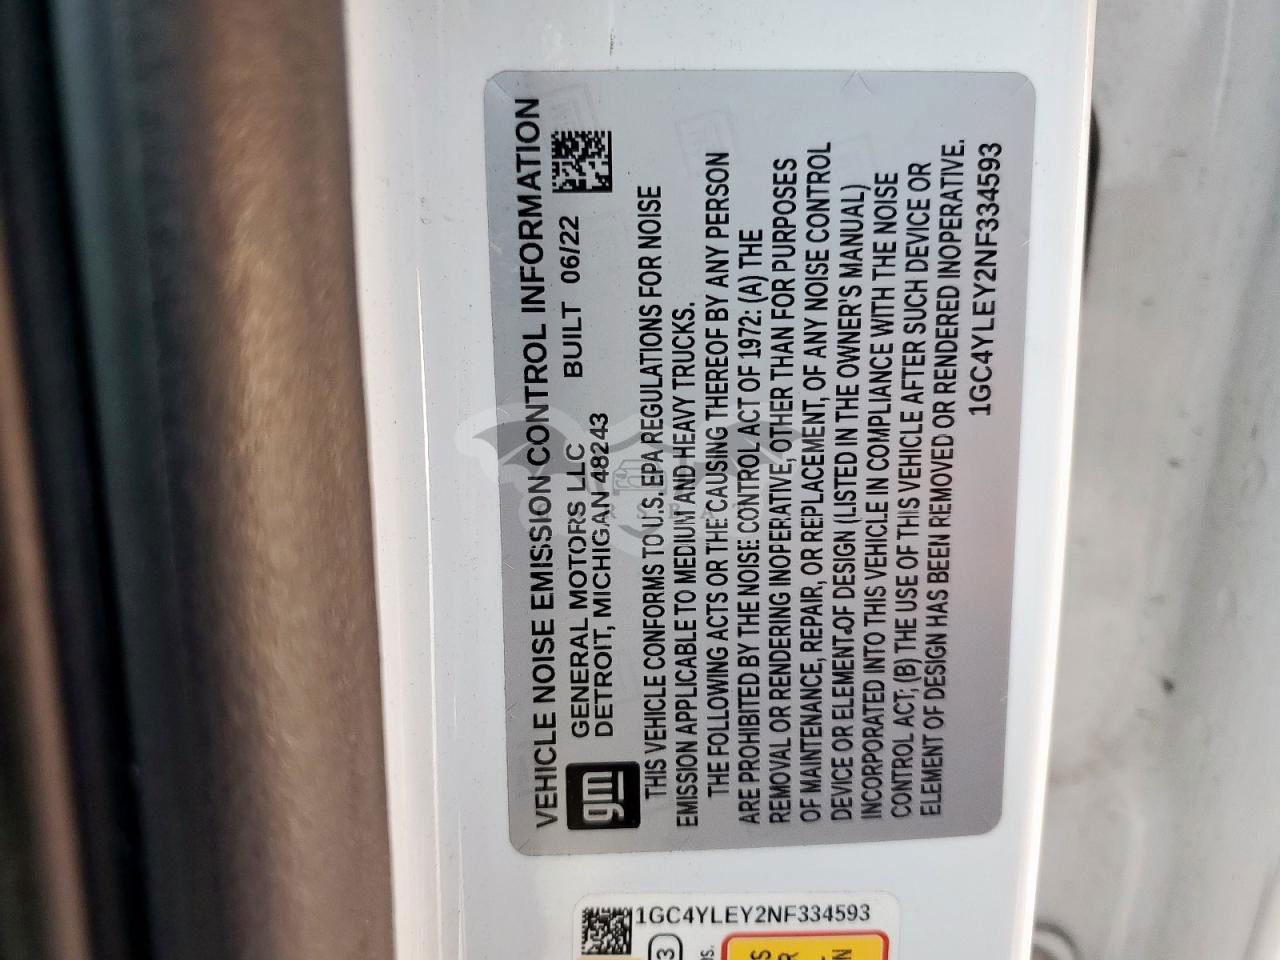 VEHICLE NOISE EMISSION CONTROL INFORMATION
gm
GENERAL MOTORS LLC BUILT 06/22
DETROIT, MICHIGAN 48243
THIS VEHICLE CONFORMS TO U.S. EPA REGULATIONS FOR NOISE
EMISSION APPLICABLE TO MEDIUM AND HEAVY TRUCKS.
THE FOLLOWING ACTS OR THE CAUSING THEREOF BY ANY PERSON
ARE PROHIBITED BY THE NOISE CONTROL ACT OF 1972: (A) THE
REMOVAL OR RENDERING INOPERATIVE, OTHER THAN FOR PURPOSES
OF MAINTENANCE, REPAIR, OR REPLACEMENT, OF ANY NOISE CONTROL
DEVICE OR ELEMENT OF DESIGN (LISTED IN THE OWNER'S MANUAL)
INCORPORATED INTO THIS VEHICLE IN COMPLIANCE WITH THE NOISE
CONTROL ACT; (B) THE USE OF THIS VEHICLE AFTER SUCH DEVICE OR
ELEMENT OF DESIGN HAS BEEN REMOVED OR RENDERED INOPERATIVE.
1GC4YLEY2NF334593
1GC4YLEY2NF334593
3